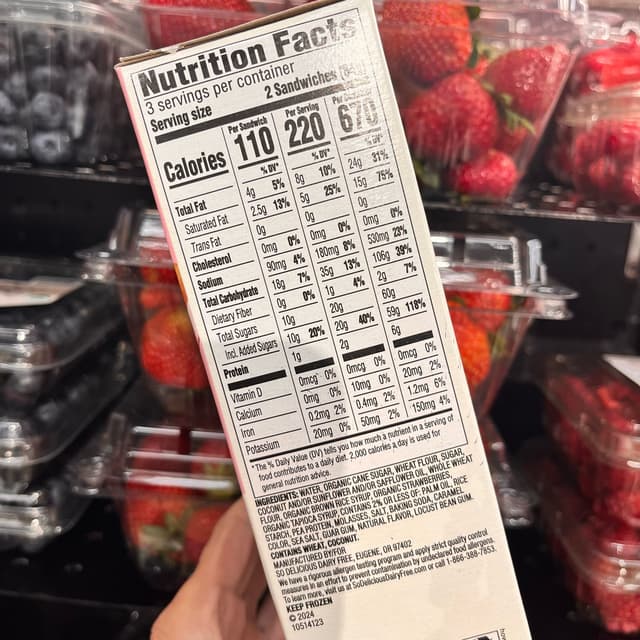 Nutrition Facts
3 servings per container
Serving size 2 Sandwiches
Per Sandwich Per Serving Per
Calories 110 220 670
% DV* % DV* % DV*
Total Fat 4g 5% 8g 10% 24g 31%
Saturated Fat 2.5g 13% 5g 25% 15g 75%
Trans Fat 0g 0g 0g
Cholesterol 0mg 0% 0mg 0% 0mg 0%
Sodium 90mg 4% 180mg 8% 530mg 23%
Total Carbohydrate 18g 7% 35g 13% 106g 39%
Dietary Fiber 0g 0% 1g 4% 2g 7%
Total Sugars 10g 20g 60g
Incl. Added Sugars 10g 20% 20g 40% 59g 118%
Protein 1g 2g 6g
Vitamin D 0mcg 0% 0mcg 0% 0mcg 0%
Calcium 0mg 0% 10mg 0% 20mg 2%
Iron 0.2mg 2% 0.4mg 2% 1.2mg 6%
Potassium 20mg 0% 50mg 2% 150mg 4%
*The % Daily Value (DV) tells you how much a nutrient in a serving of
food contributes to a daily diet. 2,000 calories a day is used for
general nutrition advice.
INGREDIENTS: WATER, ORGANIC CANE SUGAR, WHEAT FLOUR, SUGAR,
COCONUT AND/OR SUNFLOWER AND/OR SAFFLOWER OIL, WHOLE WHEAT
FLOUR, ORGANIC BROWN RICE SYRUP, ORGANIC STRAWBERRIES,
ORGANIC TAPIOCA SYRUP, CONTAINS 2% OR LESS OF: PALM OIL, RICE
STARCH, PEA PROTEIN, MOLASSES, SALT, BAKING SODA, CARAMEL
COLOR, SEA SALT, GUAR GUM, NATURAL FLAVOR, LOCUST BEAN GUM.
CONTAINS WHEAT, COCONUT.
MANUFACTURED BY/FOR
SO DELICIOUS DAIRY FREE, EUGENE, OR 97402
We have a rigorous allergen testing program and apply strict quality control
measures in an effort to prevent contamination by undeclared food allergens.
To learn more, visit us at SoDeliciousDairyFree.com or call 1-866-388-7853.
KEEP FROZEN
© 2024
10514123